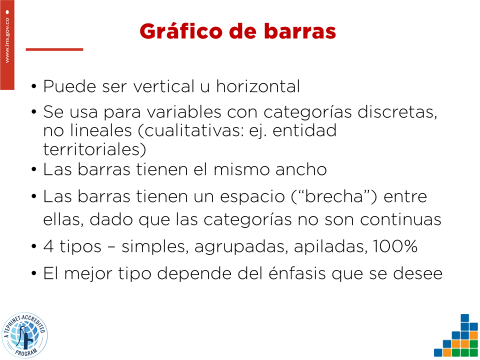 www.ins.gov.co
Gráfico de barras
• Puede ser vertical u horizontal
• Se usa para variables con categorías discretas,
no lineales (cualitativas: ej. entidad
territoriales)
• Las barras tienen el mismo ancho
• Las barras tienen un espacio (“brecha”) entre
ellas, dado que las categorías no son continuas
• 4 tipos – simples, agrupadas, apiladas, 100%
• El mejor tipo depende del énfasis que se desee
A TEPHINET ACCREDITED
PROGRAM